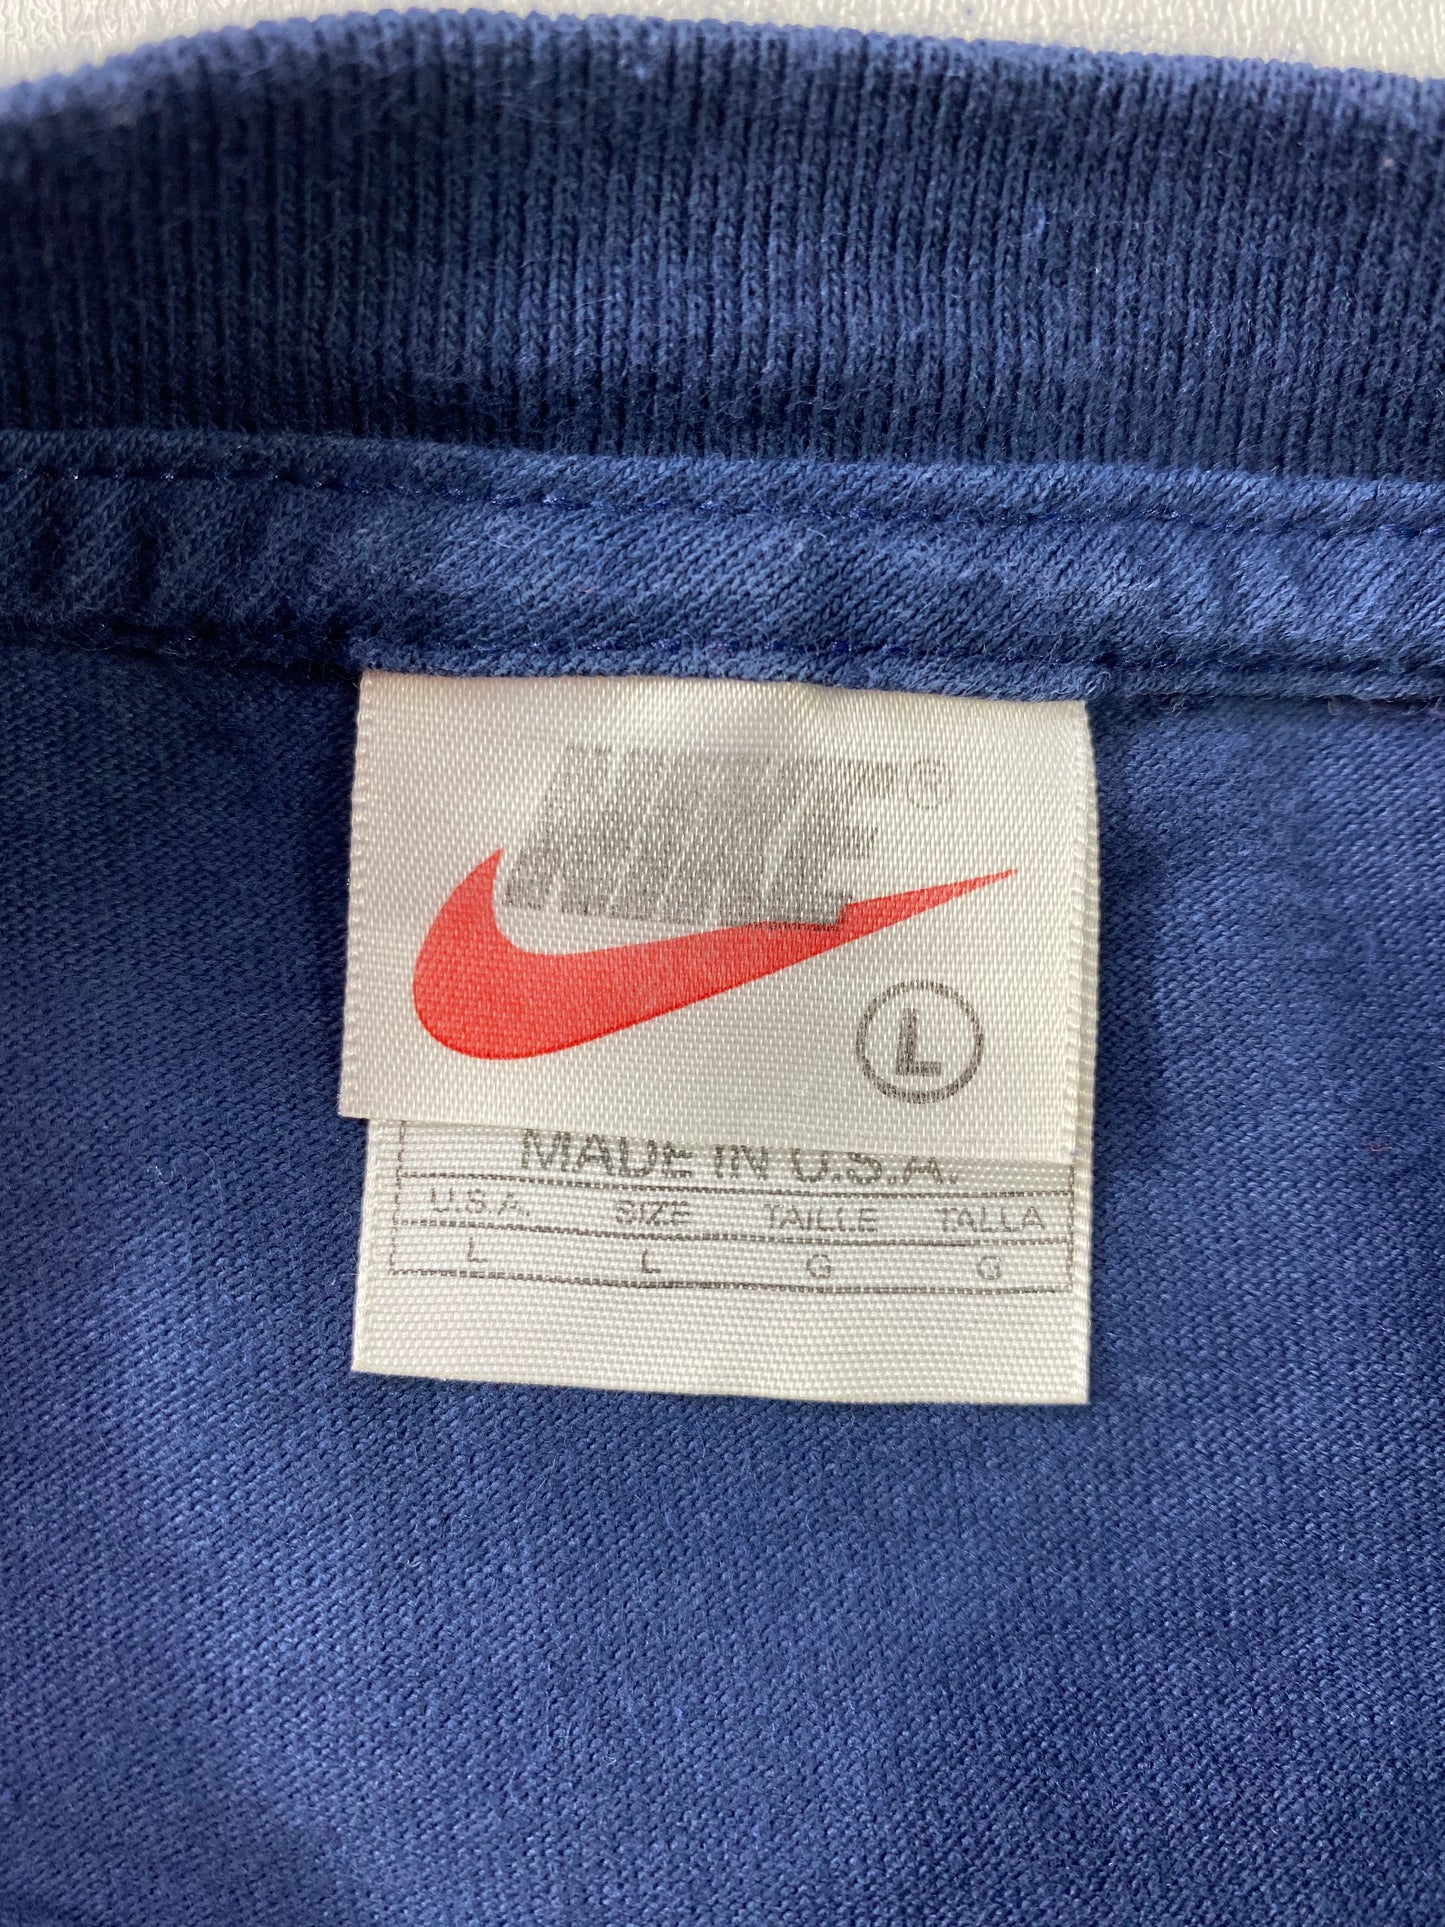 NIKE®
L
MADE IN U.S.A.
U.S.A. SIZE TAILLE TALLA
L L G G